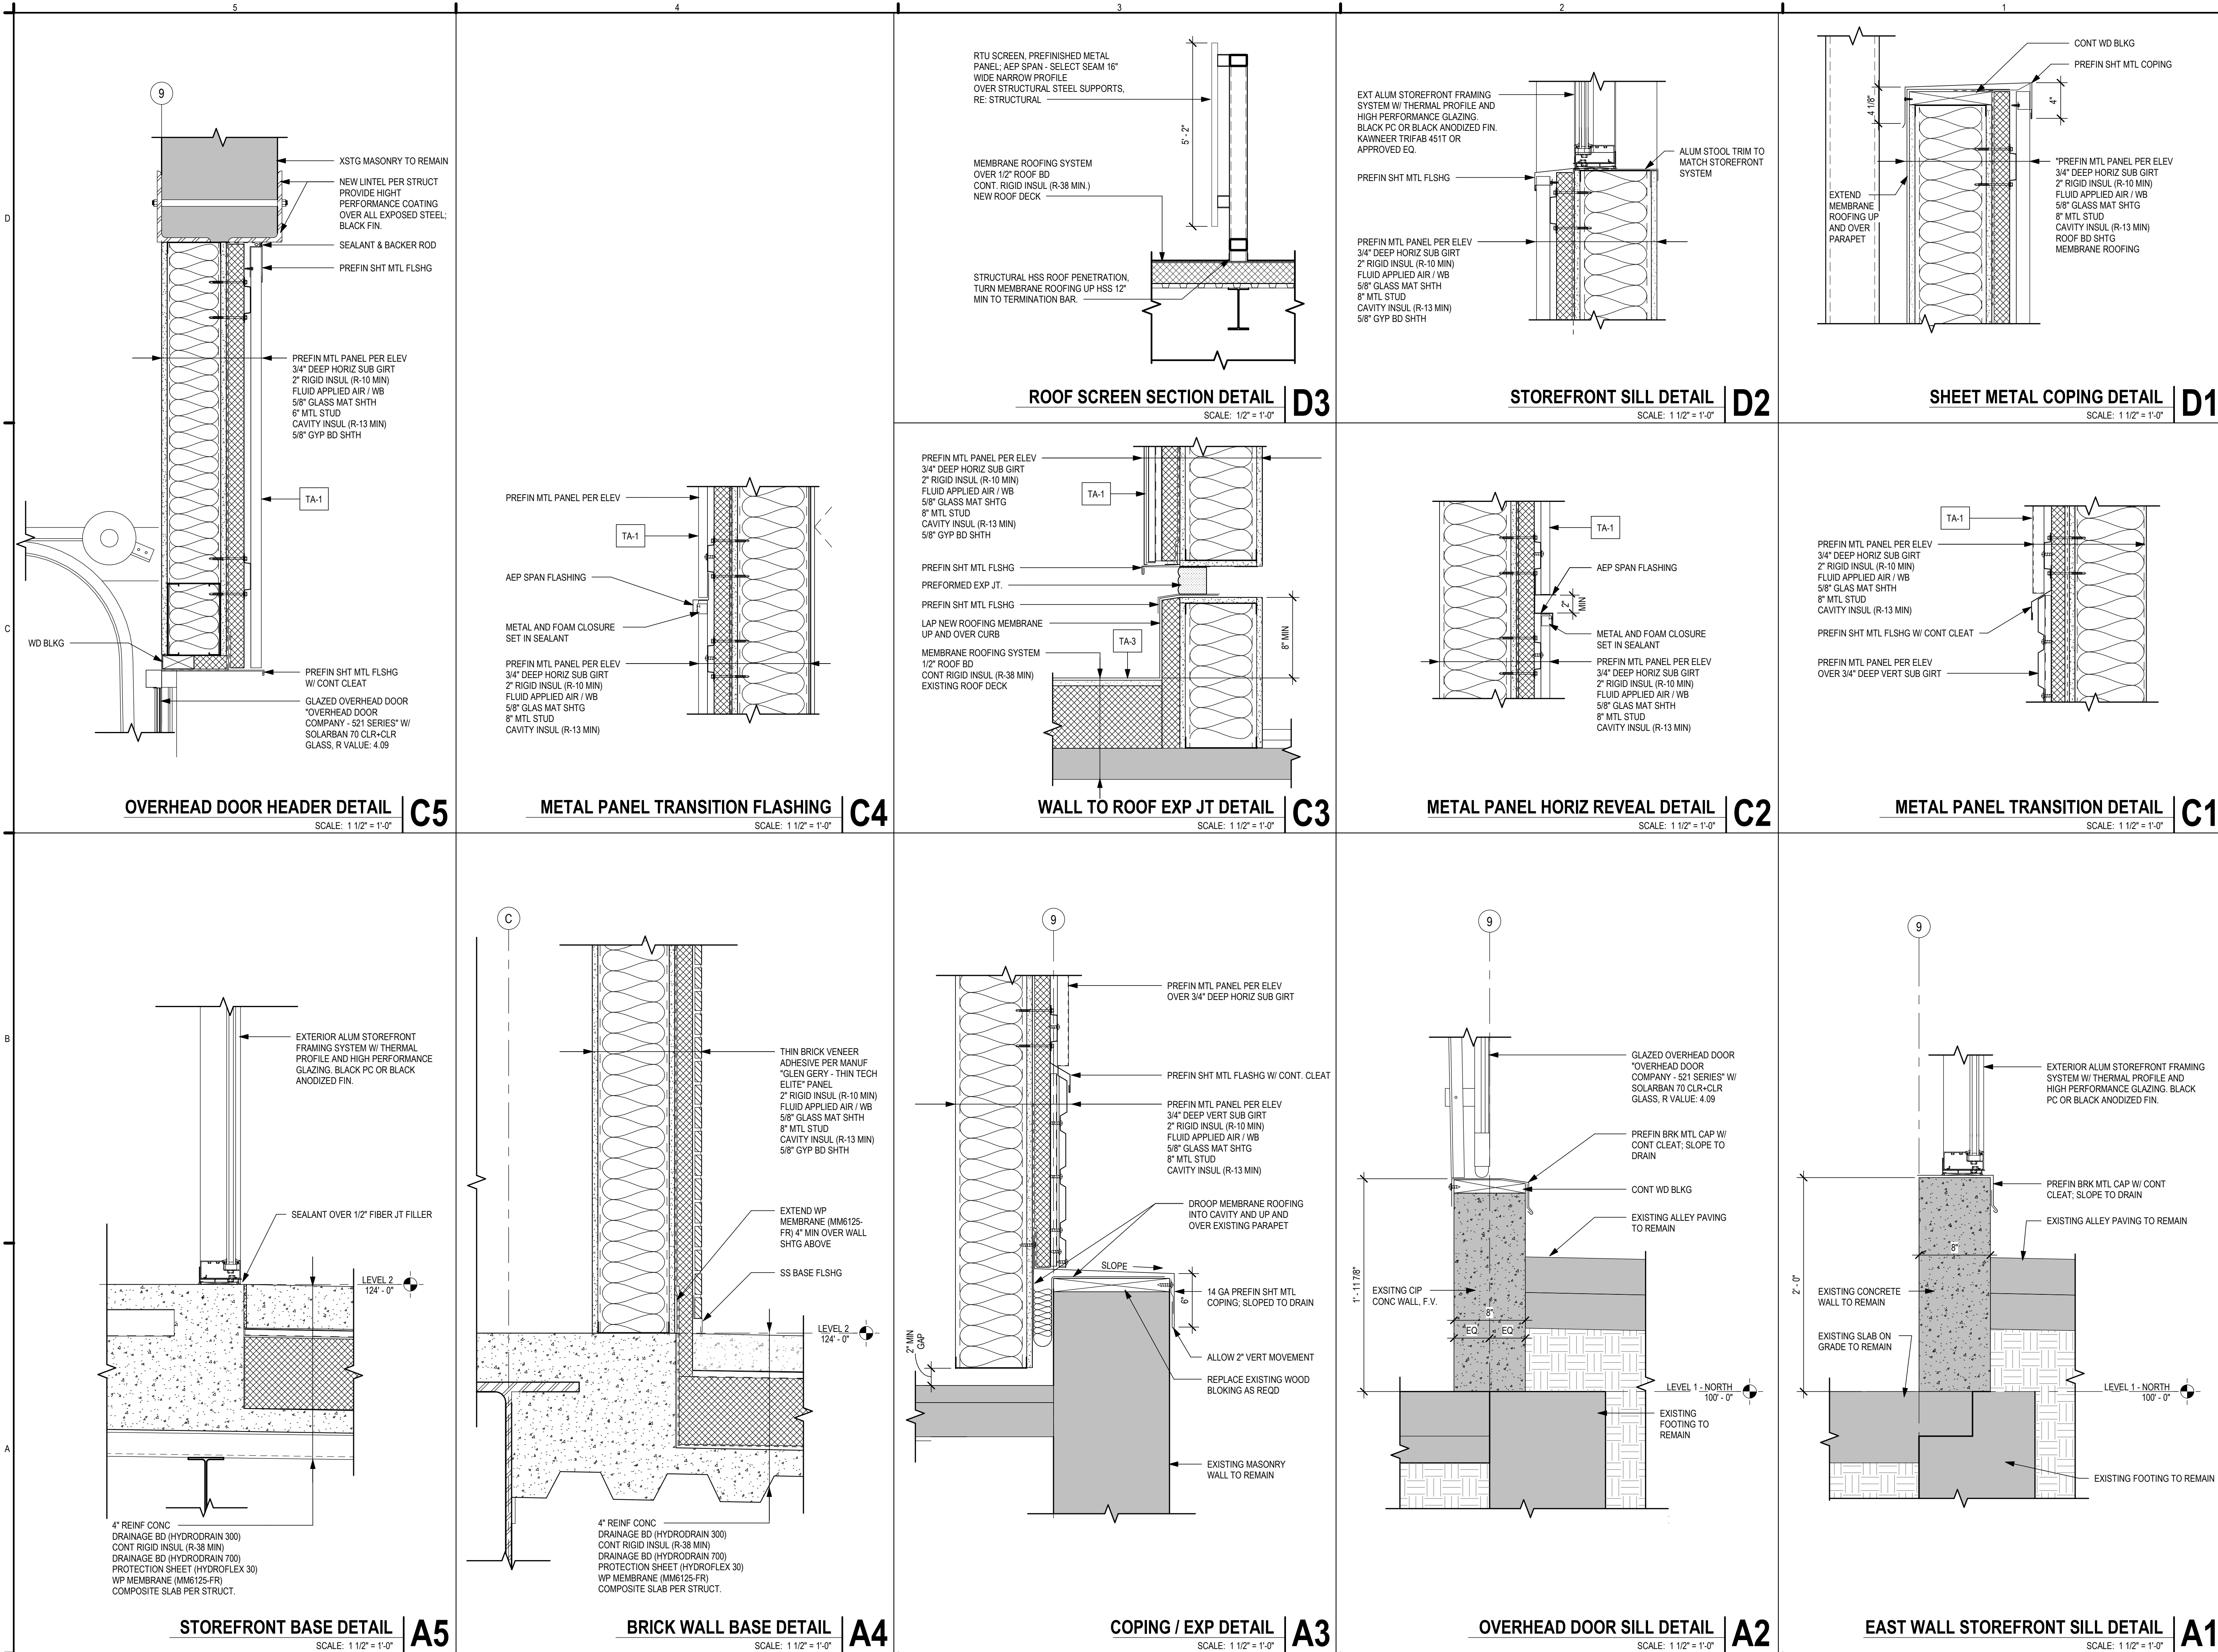 5
4
3
2
1
D
C
B
A
9
XSTG MASONRY TO REMAIN
NEW LINTEL PER STRUCT
PROVIDE HIGHT
PERFORMANCE COATING
OVER ALL EXPOSED STEEL;
BLACK FIN.
SEALANT & BACKER ROD
PREFIN SHT MTL FLSHG
PREFIN MTL PANEL PER ELEV
3/4" DEEP HORIZ SUB GIRT
2" RIGID INSUL (R-10 MIN)
FLUID APPLIED AIR / WB
5/8" GLASS MAT SHTH
6" MTL STUD
CAVITY INSUL (R-13 MIN)
5/8" GYP BD SHTH
TA-1
WD BLKG
PREFIN SHT MTL FLSHG
W/ CONT CLEAT
GLAZED OVERHEAD DOOR
"OVERHEAD DOOR
COMPANY - 521 SERIES" W/
SOLARBAN 70 CLR+CLR
GLASS, R VALUE: 4.09
OVERHEAD DOOR HEADER DETAIL C5
SCALE: 1 1/2" = 1'-0"
PREFIN MTL PANEL PER ELEV
TA-1
AEP SPAN FLASHING
METAL AND FOAM CLOSURE
SET IN SEALANT
PREFIN MTL PANEL PER ELEV
3/4" DEEP HORIZ SUB GIRT
2" RIGID INSUL (R-10 MIN)
FLUID APPLIED AIR / WB
5/8" GLAS MAT SHTG
8" MTL STUD
CAVITY INSUL (R-13 MIN)
METAL PANEL TRANSITION FLASHING C4
SCALE: 1 1/2" = 1'-0"
RTU SCREEN, PREFINISHED METAL
PANEL; AEP SPAN - SELECT SEAM 16"
WIDE NARROW PROFILE
OVER STRUCTURAL STEEL SUPPORTS,
RE: STRUCTURAL
5' - 2"
MEMBRANE ROOFING SYSTEM
OVER 1/2" ROOF BD
CONT. RIGID INSUL (R-38 MIN.)
NEW ROOF DECK
STRUCTURAL HSS ROOF PENETRATION,
TURN MEMBRANE ROOFING UP HSS 12"
MIN TO TERMINATION BAR.
ROOF SCREEN SECTION DETAIL D3
SCALE: 1/2" = 1'-0"
EXT ALUM STOREFRONT FRAMING
SYSTEM W/ THERMAL PROFILE AND
HIGH PERFORMANCE GLAZING.
BLACK PC OR BLACK ANODIZED FIN.
KAWNEER TRIFAB 451T OR
APPROVED EQ.
ALUM STOOL TRIM TO
MATCH STOREFRONT
SYSTEM
PREFIN SHT MTL FLSHG
PREFIN MTL PANEL PER ELEV
3/4" DEEP HORIZ SUB GIRT
2" RIGID INSUL (R-10 MIN)
FLUID APPLIED AIR / WB
5/8" GLASS MAT SHTH
8" MTL STUD
CAVITY INSUL (R-13 MIN)
5/8" GYP BD SHTH
STOREFRONT SILL DETAIL D2
SCALE: 1 1/2" = 1'-0"
CONT WD BLKG
PREFIN SHT MTL COPING
4 1/8"
4"
EXTEND
MEMBRANE
ROOFING UP
AND OVER
PARAPET
"PREFIN MTL PANEL PER ELEV
3/4" DEEP HORIZ SUB GIRT
2" RIGID INSUL (R-10 MIN)
FLUID APPLIED AIR / WB
5/8" GLASS MAT SHTG
8" MTL STUD
CAVITY INSUL (R-13 MIN)
ROOF BD SHTG
MEMBRANE ROOFING
SHEET METAL COPING DETAIL D1
SCALE: 1 1/2" = 1'-0"
PREFIN MTL PANEL PER ELEV
3/4" DEEP HORIZ SUB GIRT
2" RIGID INSUL (R-10 MIN)
FLUID APPLIED AIR / WB
5/8" GLASS MAT SHTG
8" MTL STUD
CAVITY INSUL (R-13 MIN)
5/8" GYP BD SHTH
TA-1
PREFIN SHT MTL FLSHG
PREFORMED EXP JT.
PREFIN SHT MTL FLSHG
LAP NEW ROOFING MEMBRANE
UP AND OVER CURB
TA-3
MEMBRANE ROOFING SYSTEM
1/2" ROOF BD
CONT RIGID INSUL (R-38 MIN)
EXISTING ROOF DECK
8" MIN
WALL TO ROOF EXP JT DETAIL C3
SCALE: 1 1/2" = 1'-0"
TA-1
AEP SPAN FLASHING
2"
MIN
METAL AND FOAM CLOSURE
SET IN SEALANT
PREFIN MTL PANEL PER ELEV
3/4" DEEP HORIZ SUB GIRT
2" RIGID INSUL (R-10 MIN)
FLUID APPLIED AIR / WB
5/8" GLAS MAT SHTH
8" MTL STUD
CAVITY INSUL (R-13 MIN)
METAL PANEL HORIZ REVEAL DETAIL C2
SCALE: 1 1/2" = 1'-0"
TA-1
PREFIN MTL PANEL PER ELEV
3/4" DEEP HORIZ SUB GIRT
2" RIGID INSUL (R-10 MIN)
FLUID APPLIED AIR / WB
5/8" GLAS MAT SHTH
8" MTL STUD
CAVITY INSUL (R-13 MIN)
PREFIN SHT MTL FLSHG W/ CONT CLEAT
PREFIN MTL PANEL PER ELEV
OVER 3/4" DEEP VERT SUB GIRT
METAL PANEL TRANSITION DETAIL C1
SCALE: 1 1/2" = 1'-0"
EXTERIOR ALUM STOREFRONT
FRAMING SYSTEM W/ THERMAL
PROFILE AND HIGH PERFORMANCE
GLAZING. BLACK PC OR BLACK
ANODIZED FIN.
SEALANT OVER 1/2" FIBER JT FILLER
LEVEL 2
124' - 0"
4" REINF CONC
DRAINAGE BD (HYDRODRAIN 300)
CONT RIGID INSUL (R-38 MIN)
DRAINAGE BD (HYDRODRAIN 700)
PROTECTION SHEET (HYDROFLEX 30)
WP MEMBRANE (MM6125-FR)
COMPOSITE SLAB PER STRUCT.
STOREFRONT BASE DETAIL A5
SCALE: 1 1/2" = 1'-0"
C
THIN BRICK VENEER
ADHESIVE PER MANUF
"GLEN GERY - THIN TECH
ELITE" PANEL
2" RIGID INSUL (R-10 MIN)
FLUID APPLIED AIR / WB
5/8" GLASS MAT SHTH
8" MTL STUD
CAVITY INSUL (R-13 MIN)
5/8" GYP BD SHTH
EXTEND WP
MEMBRANE (MM6125-
FR) 4" MIN OVER WALL
SHTG ABOVE
SS BASE FLSHG
LEVEL 2
124' - 0"
4" REINF CONC
DRAINAGE BD (HYDRODRAIN 300)
CONT RIGID INSUL (R-38 MIN)
DRAINAGE BD (HYDRODRAIN 700)
PROTECTION SHEET (HYDROFLEX 30)
WP MEMBRANE (MM6125-FR)
COMPOSITE SLAB PER STRUCT.
BRICK WALL BASE DETAIL A4
SCALE: 1 1/2" = 1'-0"
9
PREFIN MTL PANEL PER ELEV
OVER 3/4" DEEP HORIZ SUB GIRT
PREFIN SHT MTL FLASHG W/ CONT. CLEAT
PREFIN MTL PANEL PER ELEV
3/4" DEEP VERT SUB GIRT
2" RIGID INSUL (R-10 MIN)
FLUID APPLIED AIR / WB
5/8" GLASS MAT SHTG
8" MTL STUD
CAVITY INSUL (R-13 MIN)
DROOP MEMBRANE ROOFING
INTO CAVITY AND UP AND
OVER EXISTING PARAPET
SLOPE
6"
14 GA PREFIN SHT MTL
COPING; SLOPED TO DRAIN
2" MIN
GAP
ALLOW 2" VERT MOVEMENT
REPLACE EXISTING WOOD
BLOKING AS REQD
EXISTING MASONRY
WALL TO REMAIN
COPING / EXP DETAIL A3
SCALE: 1 1/2" = 1'-0"
9
GLAZED OVERHEAD DOOR
"OVERHEAD DOOR
COMPANY - 521 SERIES" W/
SOLARBAN 70 CLR+CLR
GLASS, R VALUE: 4.09
PREFIN BRK MTL CAP W/
CONT CLEAT; SLOPE TO
DRAIN
CONT WD BLKG
EXISTING ALLEY PAVING
TO REMAIN
1' - 11 7/8"
EXSITNG CIP
CONC WALL, F.V.
8"
EQ EQ
LEVEL 1 - NORTH
100' - 0"
EXISTING
FOOTING TO
REMAIN
OVERHEAD DOOR SILL DETAIL A2
SCALE: 1 1/2" = 1'-0"
9
EXTERIOR ALUM STOREFRONT FRAMING
SYSTEM W/ THERMAL PROFILE AND
HIGH PERFORMANCE GLAZING. BLACK
PC OR BLACK ANODIZED FIN.
PREFIN BRK MTL CAP W/ CONT
CLEAT; SLOPE TO DRAIN
EXISTING ALLEY PAVING TO REMAIN
8"
2' - 0"
EXISTING CONCRETE
WALL TO REMAIN
EXISTING SLAB ON
GRADE TO REMAIN
LEVEL 1 - NORTH
100' - 0"
EXISTING FOOTING TO REMAIN
EAST WALL STOREFRONT SILL DETAIL A1
SCALE: 1 1/2" = 1'-0"